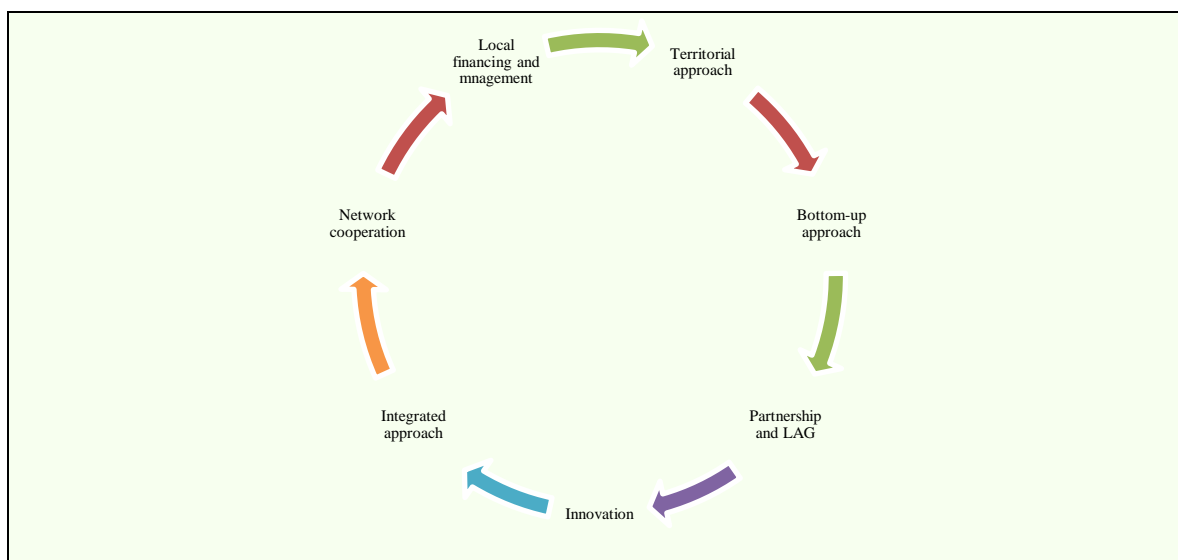 Local
financing and
mnagement
Territorial
approach
Bottom-up
approach
Partnership
and LAG
Innovation
Integrated
approach
Network
cooperation